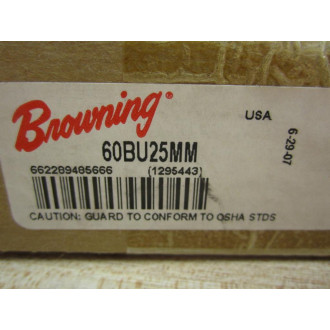 Browning®
USA
60BU25MM
6-29-07
662289485666 (1295443)
CAUTION: GUARD TO CONFORM TO OSHA STDS